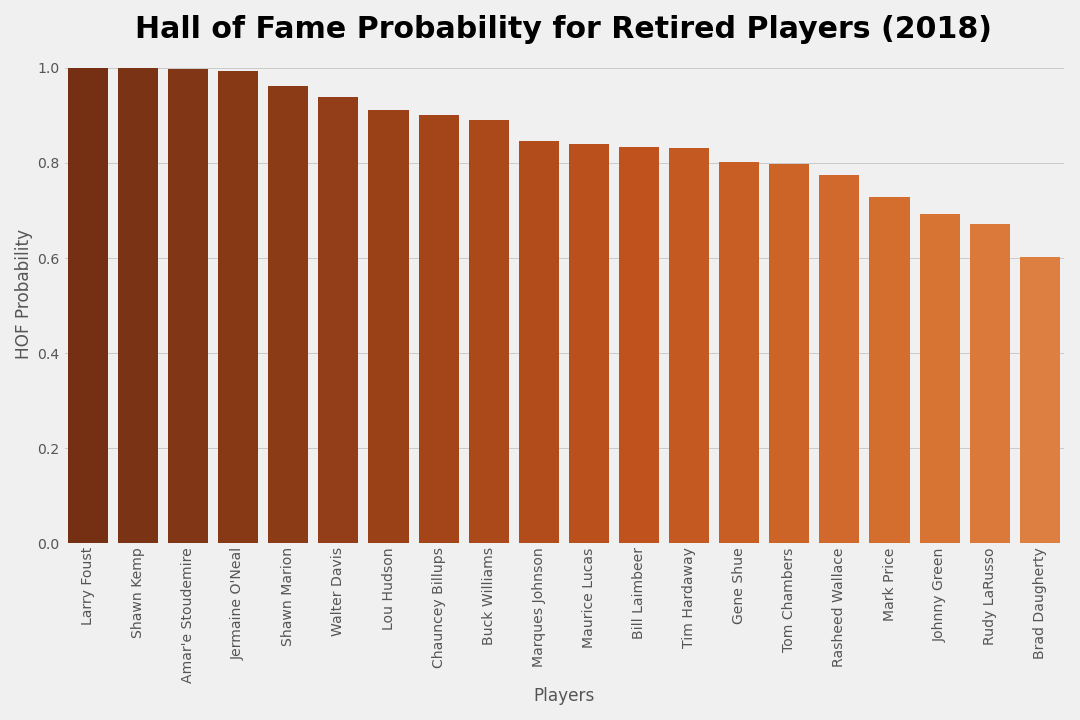 Hall of Fame Probability for Retired Players (2018)
HOF Probability
1.0
0.8
0.6
0.4
0.2
0.0
Larry Foust
Shawn Kemp
Amar'e Stoudemire
Jermaine O'Neal
Shawn Marion
Walter Davis
Lou Hudson
Chauncey Billups
Buck Williams
Marques Johnson
Maurice Lucas
Bill Laimbeer
Tim Hardaway
Gene Shue
Tom Chambers
Rasheed Wallace
Mark Price
Johnny Green
Rudy LaRusso
Brad Daugherty
Players